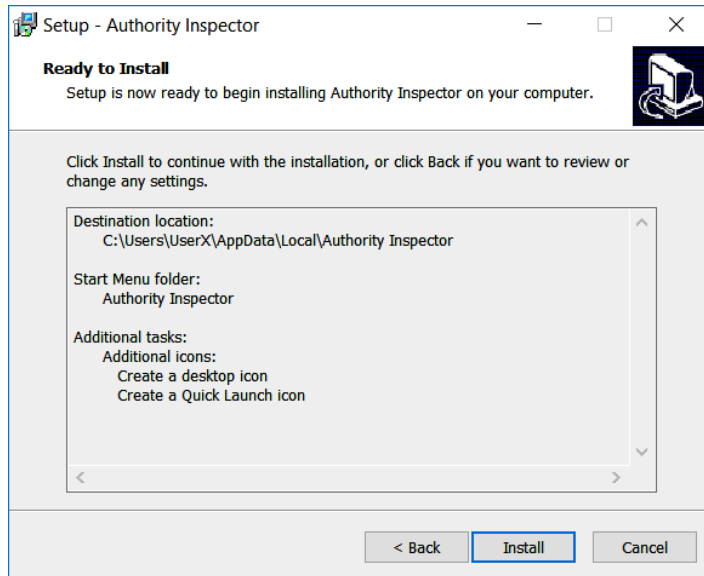 Setup - Authority Inspector
Ready to Install
Setup is now ready to begin installing Authority Inspector on your computer.
Click Install to continue with the installation, or click Back if you want to review or
change any settings.
Destination location:
C:\Users\UserX\AppData\Local\Authority Inspector
Start Menu folder:
Authority Inspector
Additional tasks:
Additional icons:
Create a desktop icon
Create a Quick Launch icon
< Back
Install
Cancel